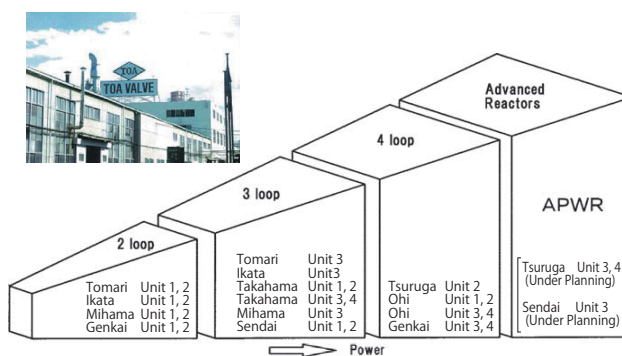 TOA
TOA VALVE
2 loop
Tomari Unit 1, 2
Ikata Unit 1, 2
Mihama Unit 1, 2
Genkai Unit 1, 2
3 loop
Tomari Unit 3
Ikata Unit3
Takahama Unit 1, 2
Takahama Unit 3, 4
Mihama Unit 3
Sendai Unit 1, 2
4 loop
Tsuruga Unit 2
Ohi Unit 1, 2
Ohi Unit 3, 4
Genkai Unit 3, 4
Advanced
Reactors
APWR
Tsuruga Unit 3, 4
(Under Planning)
Sendai Unit 3
(Under Planning)
Power